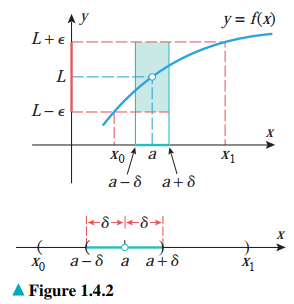 y
y = f(x)
L + ϵ
L
L − ϵ
x
x₀ a x₁
a − δ a + δ
δ δ
x
x₀ a − δ a a + δ x₁
▲ Figure 1.4.2